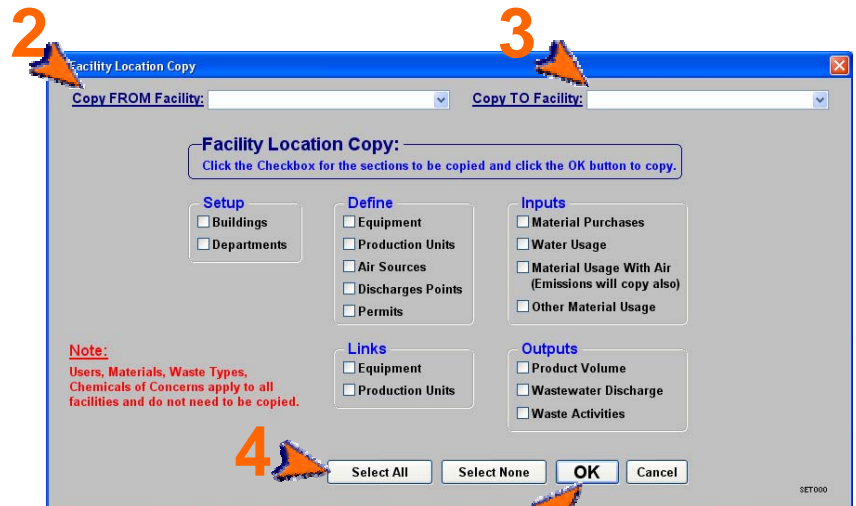 2
3
Facility Location Copy
Copy FROM Facility:
Copy TO Facility:
Facility Location Copy:
Click the Checkbox for the sections to be copied and click the OK button to copy.
Setup
Buildings
Departments
Define
Equipment
Production Units
Air Sources
Discharges Points
Permits
Inputs
Material Purchases
Water Usage
Material Usage With Air
(Emissions will copy also)
Other Material Usage
Note:
Users, Materials, Waste Types,
Chemicals of Concerns apply to all
facilities and do not need to be copied.
Links
Equipment
Production Units
Outputs
Product Volume
Wastewater Discharge
Waste Activities
4
Select All
Select None
OK
Cancel
SET000